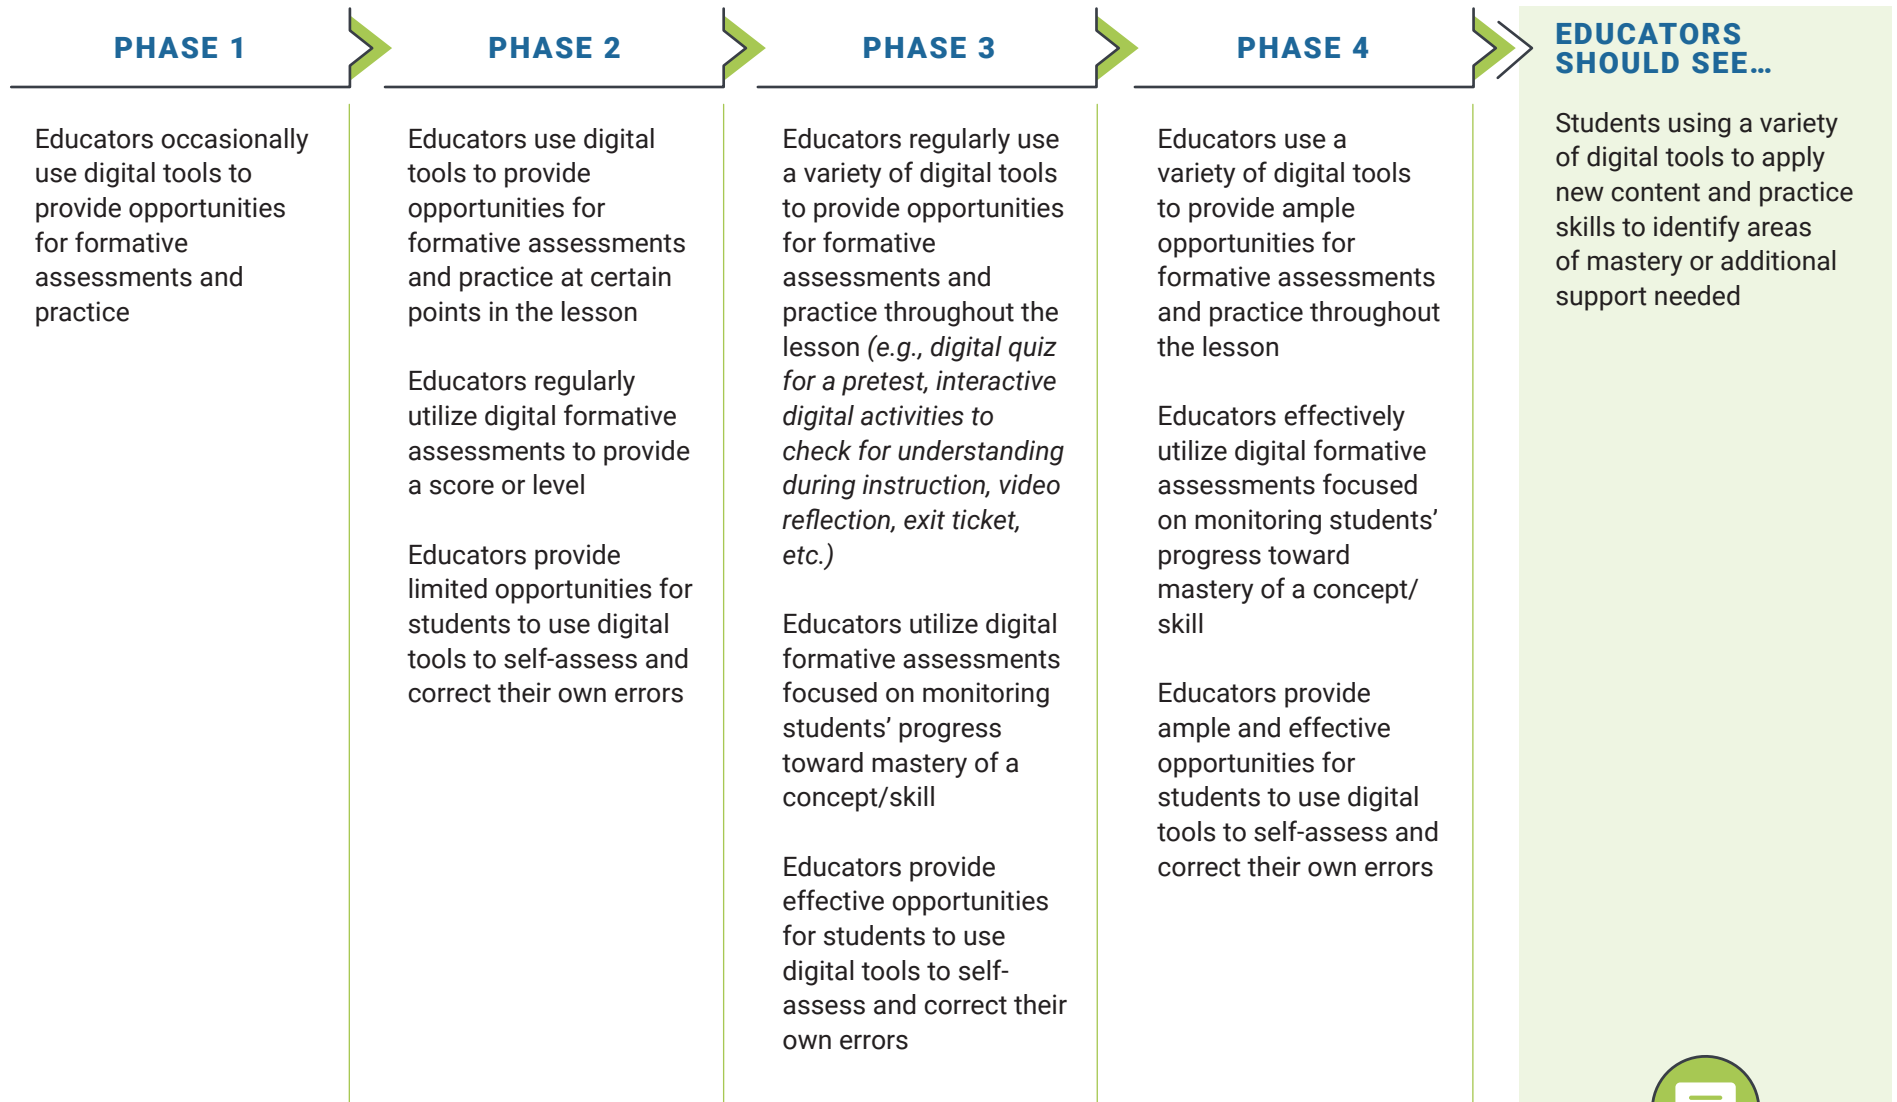 PHASE 1
Educators occasionally
use digital tools to
provide opportunities
for formative
assessments and
practice
PHASE 2
Educators use digital
tools to provide
opportunities for
formative assessments
and practice at certain
points in the lesson
Educators regularly
utilize digital formative
assessments to provide
a score or level
Educators provide
limited opportunities for
students to use digital
tools to self-assess and
correct their own errors
PHASE 3
Educators regularly use
a variety of digital tools
to provide opportunities
for formative
assessments and
practice throughout the
lesson (e.g., digital quiz
for a pretest, interactive
digital activities to
check for understanding
during instruction, video
reflection, exit ticket,
etc.)
Educators utilize digital
formative assessments
focused on monitoring
students’ progress
toward mastery of a
concept/skill
Educators provide
effective opportunities
for students to use
digital tools to self-
assess and correct their
own errors
PHASE 4
Educators use a
variety of digital tools
to provide ample
opportunities for
formative assessments
and practice throughout
the lesson
Educators effectively
utilize digital formative
assessments focused
on monitoring students’
progress toward
mastery of a concept/
skill
Educators provide
ample and effective
opportunities for
students to use digital
tools to self-assess and
correct their own errors
EDUCATORS
SHOULD SEE…
Students using a variety
of digital tools to apply
new content and practice
skills to identify areas
of mastery or additional
support needed